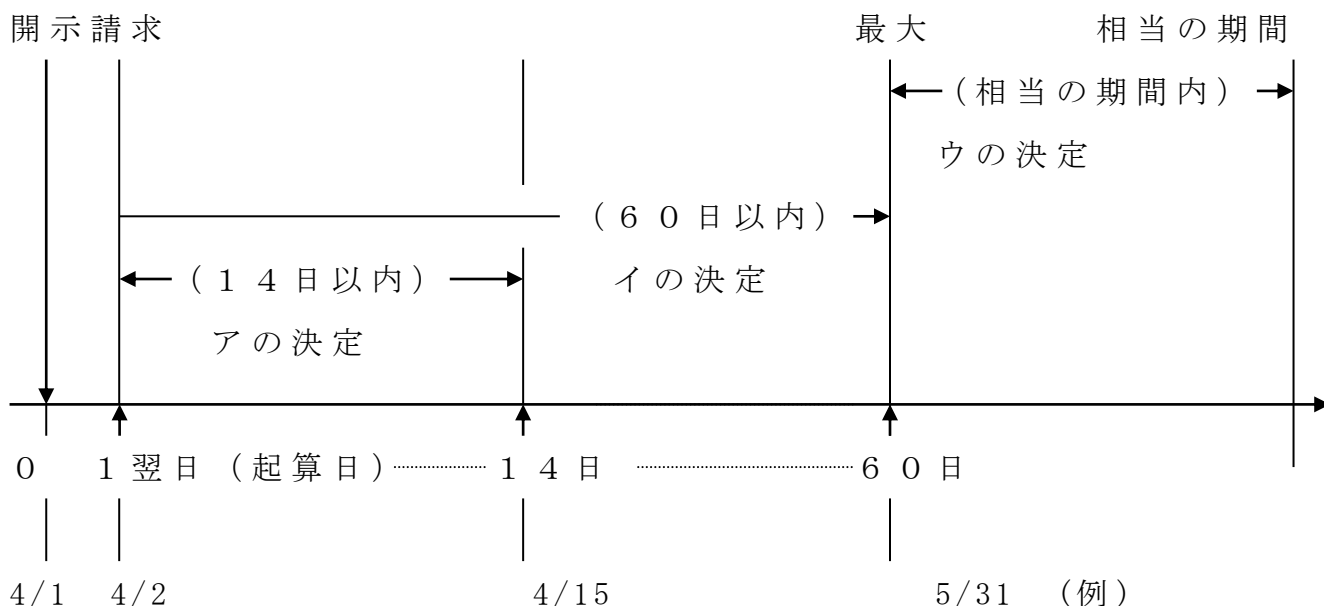 開示請求 最大 相当の期間
(相当の期間内)
ウの決定
(60日以内)
(14日以内) イの決定
アの決定
0 1翌日(起算日) 14日 60日
4/1 4/2 4/15 5/31 (例)